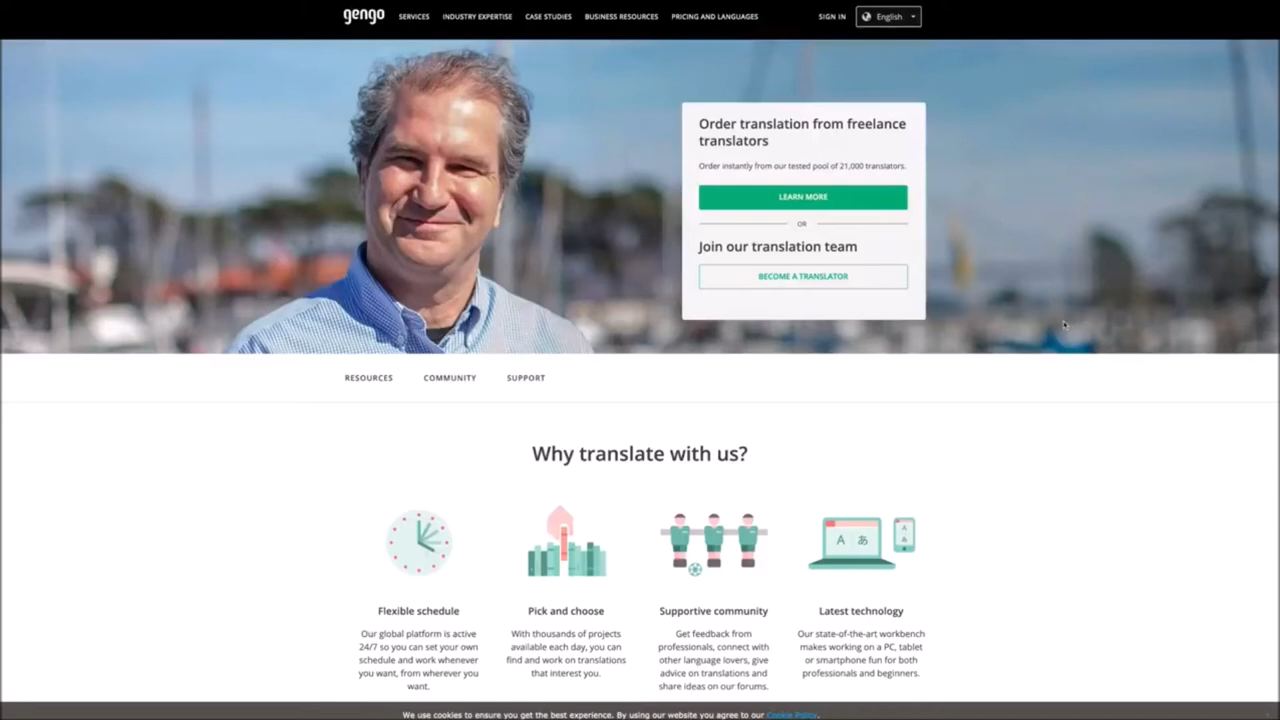 gengo SERVICES INDUSTRY EXPERTISE CASE STUDIES BUSINESS RESOURCES PRICING AND LANGUAGES SIGN IN English
Order translation from freelance
translators
Order instantly from our tested pool of 21,000 translators.
LEARN MORE
OR
Join our translation team
BECOME A TRANSLATOR
RESOURCES COMMUNITY SUPPORT
Why translate with us?
A あ
A
あ
Flexible schedule
Our global platform is active
24/7 so you can set your own
schedule and work whenever
you want, from wherever you
want.
Pick and choose
With thousands of projects
available each day, you can
find and work on translations
that interest you.
Supportive community
Get feedback from
professionals, connect with
other language lovers, give
advice on translations and
share ideas on our forums.
Latest technology
Our state-of-the-art workbench
makes working on a PC, tablet
or smartphone fun for both
professionals and beginners.
We use cookies to ensure you get the best experience. By using our website you agree to our Cookie Policy.